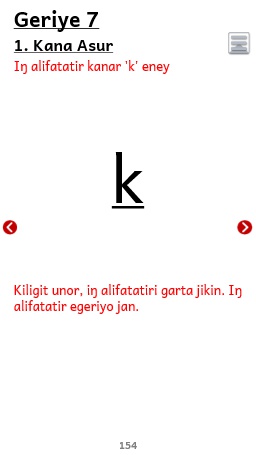 Geriye 7
1. Kana Asur
Iŋ alifatatir kanar 'k' eney
k
Kiligit unor, iŋ alifatatiri garta jikin. Iŋ
alifatatir egeriyo jan.
154